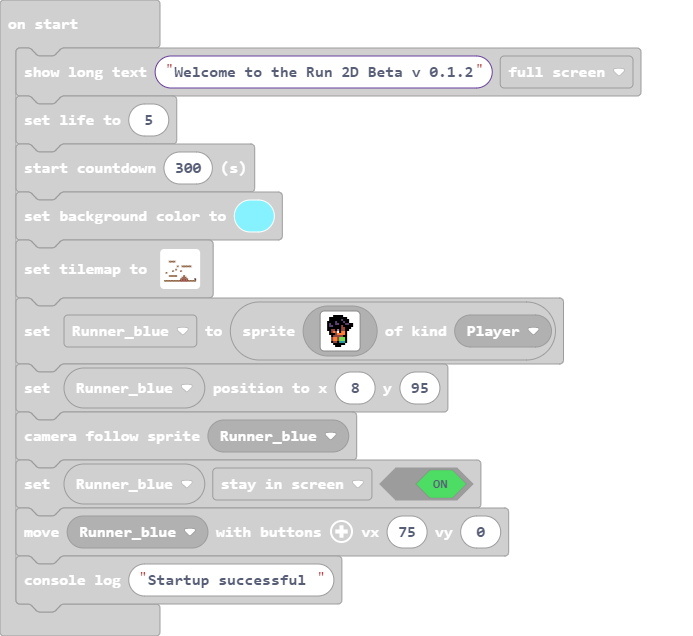 on start
show long text "Welcome to the Run 2D Beta v 0.1.2" full screen
set life to 5
start countdown 300 (s)
set background color to
set tilemap to
set Runner_blue to sprite of kind Player
set Runner_blue position to x 8 y 95
camera follow sprite Runner_blue
set Runner_blue stay in screen ON
move Runner_blue with buttons + vx 75 vy 0
console log "Startup successful "